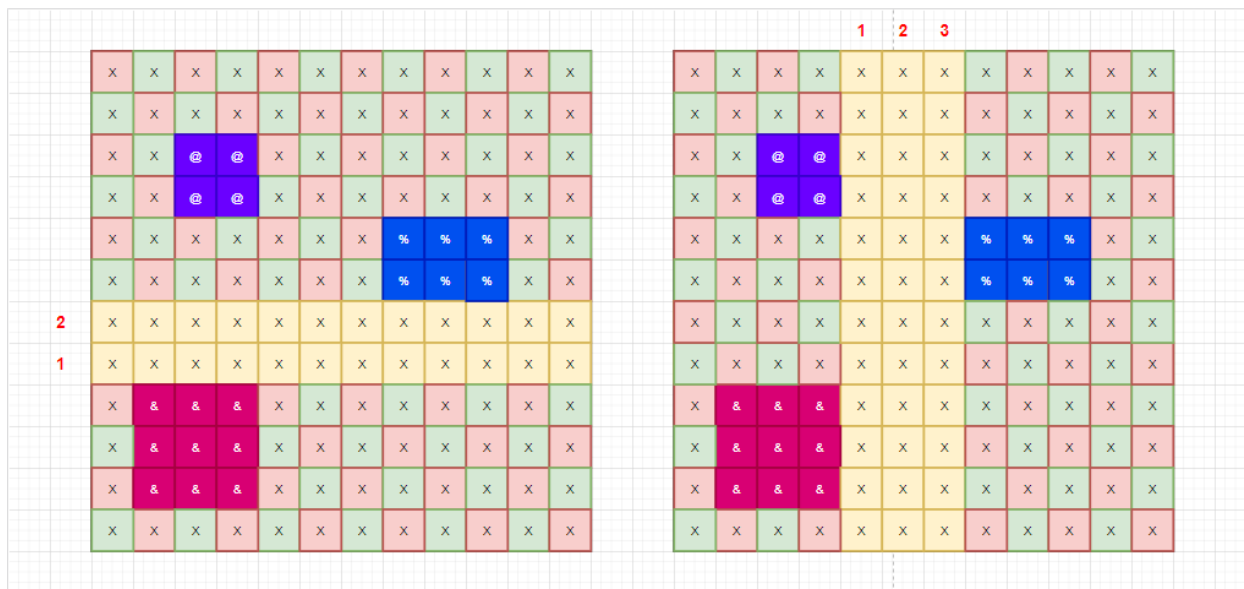 1 2 3
X X X X X X X X X X X X X X X X X X X X X X X X
X X X X X X X X X X X X X X X X X X X X X X X X
X X @ @ X X X X X X X X X X @ @ X X X X X X X X
X X @ @ X X X X X X X X X X @ @ X X X X X X X X
X X X X X X X % % % X X X X X X X X X % % % X X
X X X X X X X % % % X X X X X X X X X % % % X X
2 X X X X X X X X X X X X X X X X X X X X X X X X
1 X X X X X X X X X X X X X X X X X X X X X X X X
X & & & X X X X X X X X X & & & X X X X X X X X
X & & & X X X X X X X X X & & & X X X X X X X X
X & & & X X X X X X X X X & & & X X X X X X X X
X X X X X X X X X X X X X X X X X X X X X X X X